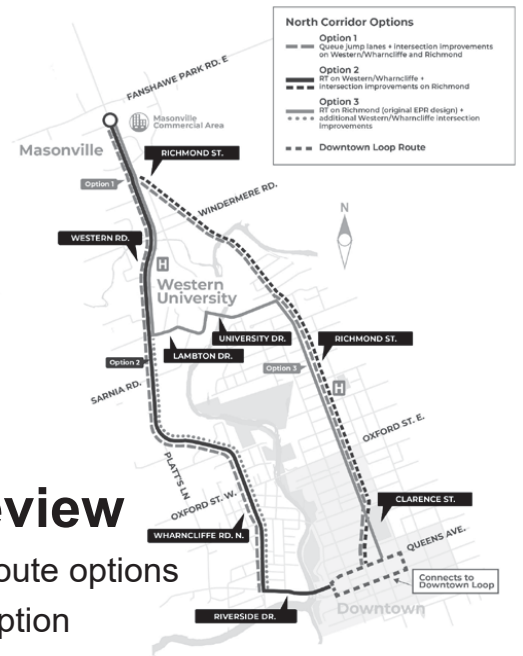 North Corridor Options
Option 1
Queue jump lanes + intersection improvements
on Western/Wharncliffe and Richmond
Option 2
RT on Western/Wharncliffe +
Intersection improvements on Richmond
Option 3
RT on Richmond (original EPR design) +
additional Western/Wharncliffe intersection
improvements
Downtown Loop Route
FANSHAWE PARK RD. E
Masonville
Commercial Area
Masonville
RICHMOND ST.
Option 1
WINDERMERE RD.
N
WESTERN RD.
H
Western
University
UNIVERSITY DR.
RICHMOND ST.
LAMBTON DR.
Option 2
Option 3
H
SARNIA RD.
OXFORD ST. E.
PLATT'S LN
OXFORD ST. W.
CLARENCE ST.
eview
WHARNCLIFFE RD. N.
QUEENS AVE.
oute options
Connects to
Downtown Loop
Downtown
RIVERSIDE DR.
ption